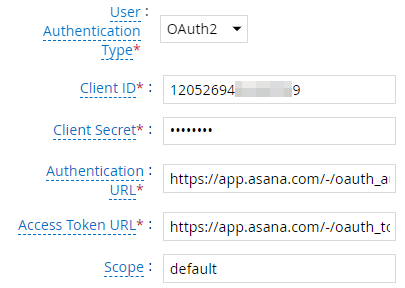 User
Authentication
Type* :
OAuth2
Client ID* :
12052694 9
Client Secret* :
••••••••
Authentication
URL* :
https://app.asana.com/-/oauth_a
Access Token URL* :
https://app.asana.com/-/oauth_to
Scope :
default